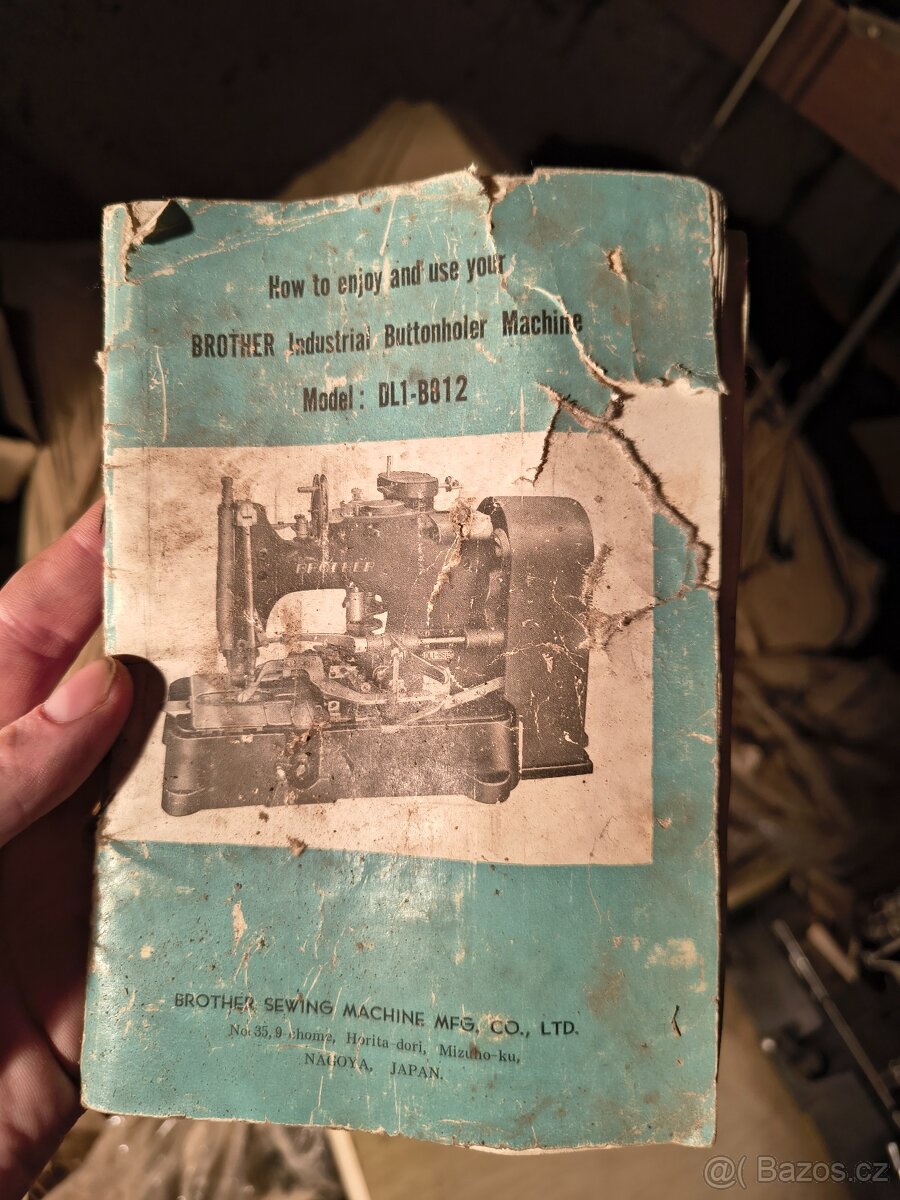 How to enjoy and use your
BROTHER Industrial Buttonholer Machine
Model: DL1-B812
BROTHER
BROTHER SEWING MACHINE MFG. CO., LTD.
No. 35, 9-chome, Horita-dori, Mizuho-ku,
NAGOYA, JAPAN.
@( Bazos.cz